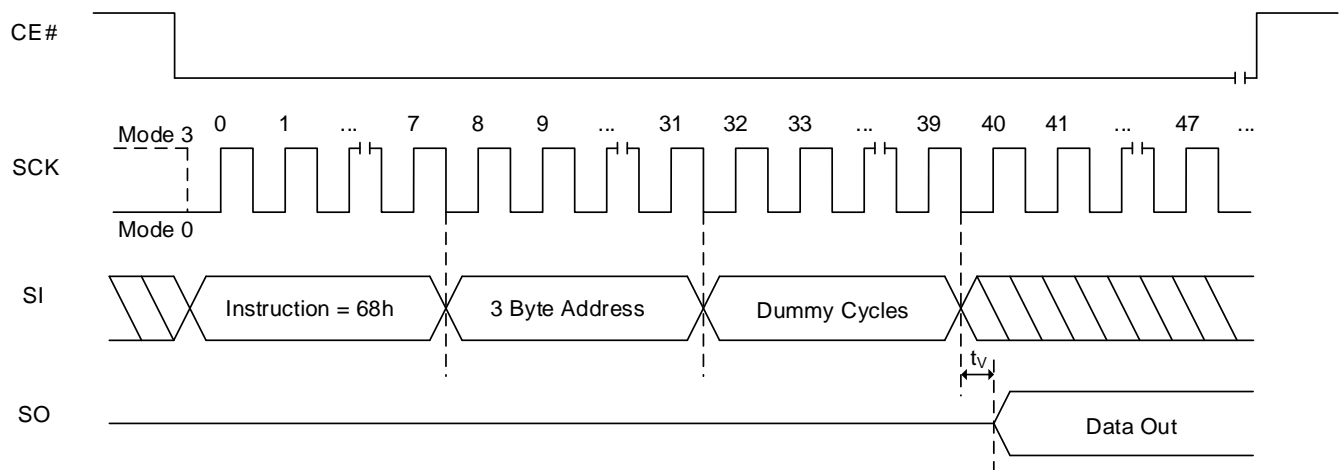 CE#
Mode 3 0 1 ... 7 8 9 ... 31 32 33 ... 39 40 41 ... 47 ...
SCK
Mode 0
SI Instruction = 68h 3 Byte Address Dummy Cycles
tV
SO Data Out